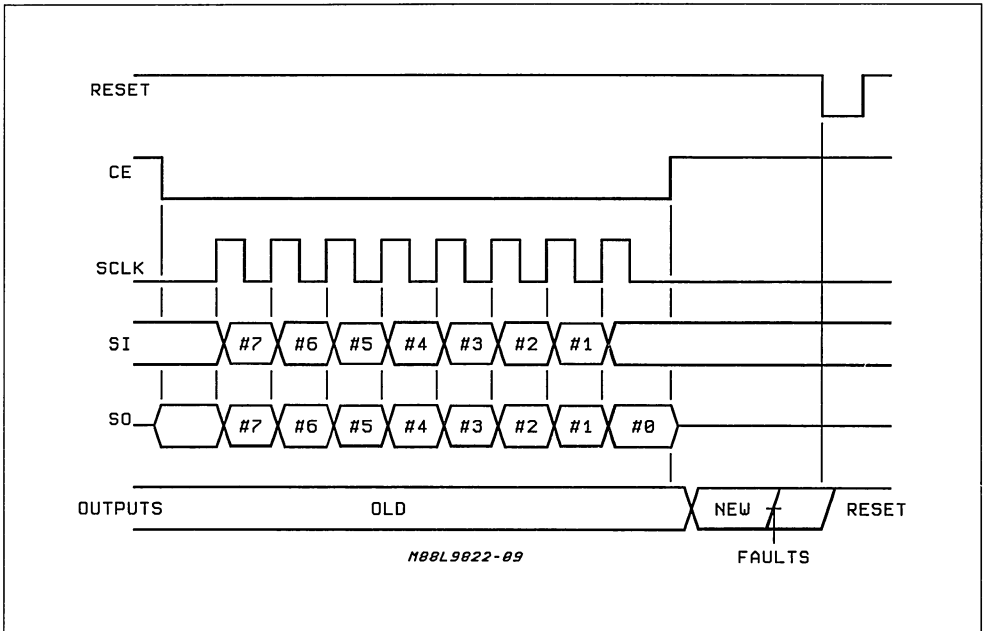 RESET
CE
SCLK
SI #7 #6 #5 #4 #3 #2 #1
SO #7 #6 #5 #4 #3 #2 #1 #0
OUTPUTS OLD NEW RESET
M88L9822-09
FAULTS